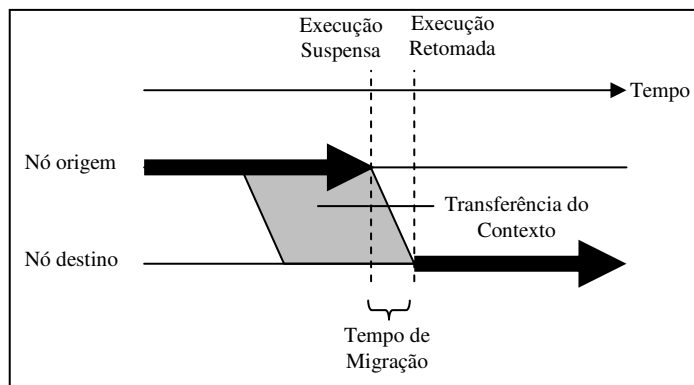 Execução
Suspensa
Execução
Retomada
Tempo
Nó origem
Transferência do
Contexto
Nó destino
Tempo de
Migração